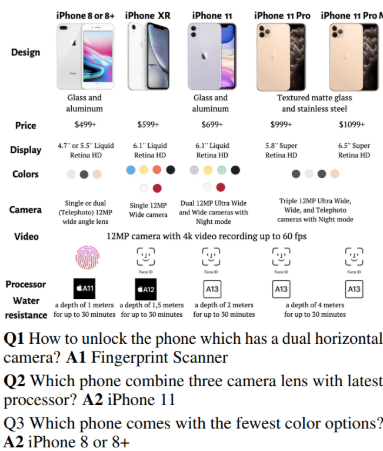 iPhone 8 or 8+ iPhone XR iPhone 11 iPhone 11 Pro iPhone 11 Pro M
Design
Glass and aluminum Glass and aluminum Textured matte glass and stainless steel
Price $499+ $599+ $699+ $999+ $1099+
Display 4.7" or 5.5" Liquid Retina HD 6.1" Liquid Retina HD 6.1" Liquid Retina HD 5.8" Super Retina HD 6.5" Super Retina HD
Colors
Camera Single or dual (Telephoto) 12MP wide angle lens Single 12MP Wide camera Dual 12MP Ultra Wide and Wide cameras with Night mode Triple 12MP Ultra Wide, Wide, and Telephoto cameras with Night mode
Video 12MP camera with 4k video recording up to 60 fps
Face ID Face ID Face ID Face ID
Processor A11 A12 A13 A13 A13
Water resistance a depth of 1 meters for up to 30 minutes a depth of 1,5 meters for up to 30 minutes a depth of 2 meters for up to 30 minutes a depth of 4 meters for up to 30 minutes
Q1 How to unlock the phone which has a dual horizontal
camera? A1 Fingerprint Scanner
Q2 Which phone combine three camera lens with latest
processor? A2 iPhone 11
Q3 Which phone comes with the fewest color options?
A2 iPhone 8 or 8+